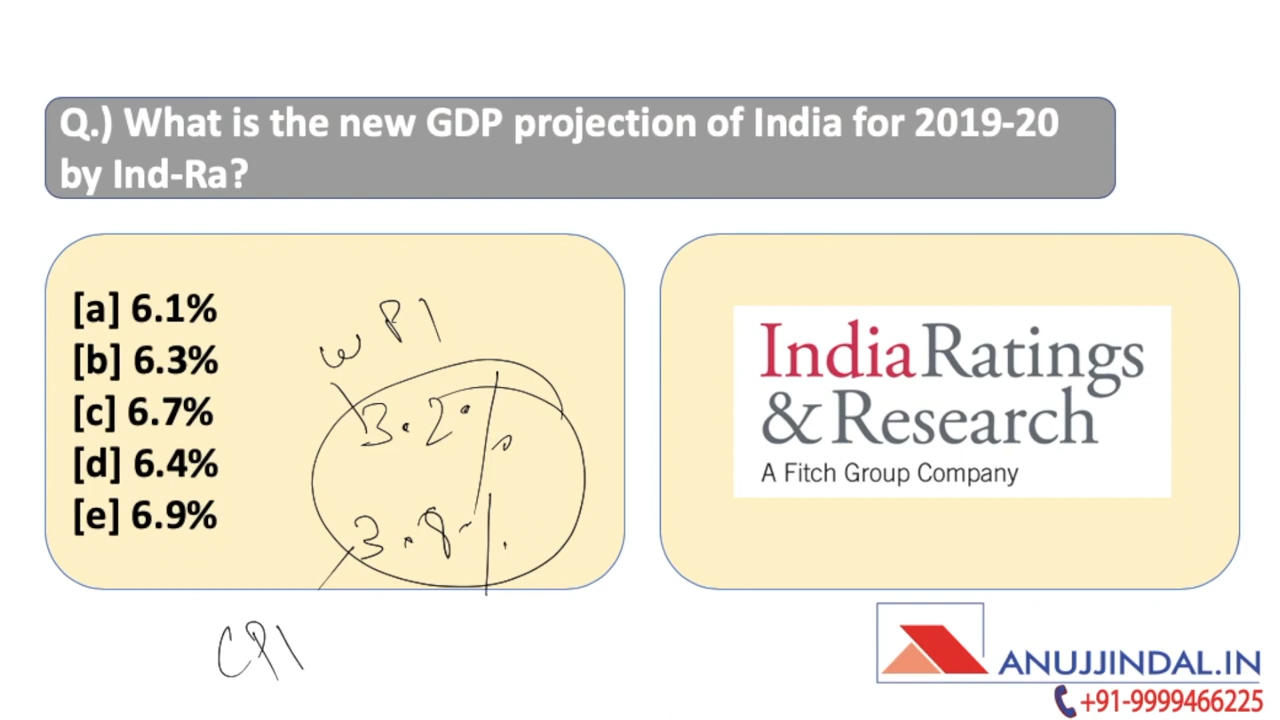 Q.) What is the new GDP projection of India for 2019-20
by Ind-Ra?
[a] 6.1%
[b] 6.3%
[c] 6.7%
[d] 6.4%
[e] 6.9%
WPI
3.2%
3.8%
CPI
IndiaRatings
&Research
A Fitch Group Company
ANUJJINDAL.IN
+91-9999466225